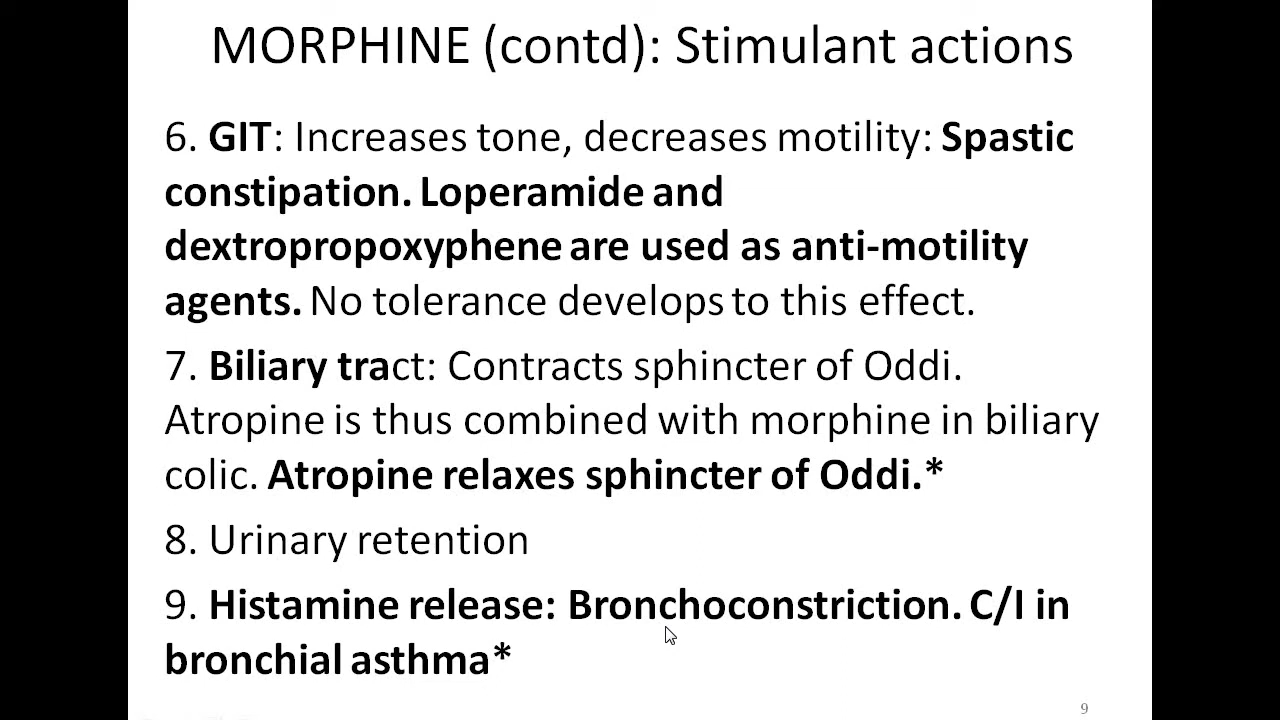 MORPHINE (contd): Stimulant actions
6. GIT: Increases tone, decreases motility: Spastic
constipation. Loperamide and
dextropropoxyphene are used as anti-motility
agents. No tolerance develops to this effect.
7. Biliary tract: Contracts sphincter of Oddi.
Atropine is thus combined with morphine in biliary
colic. Atropine relaxes sphincter of Oddi.*
8. Urinary retention
9. Histamine release: Bronchoconstriction. C/I in
bronchial asthma*
9